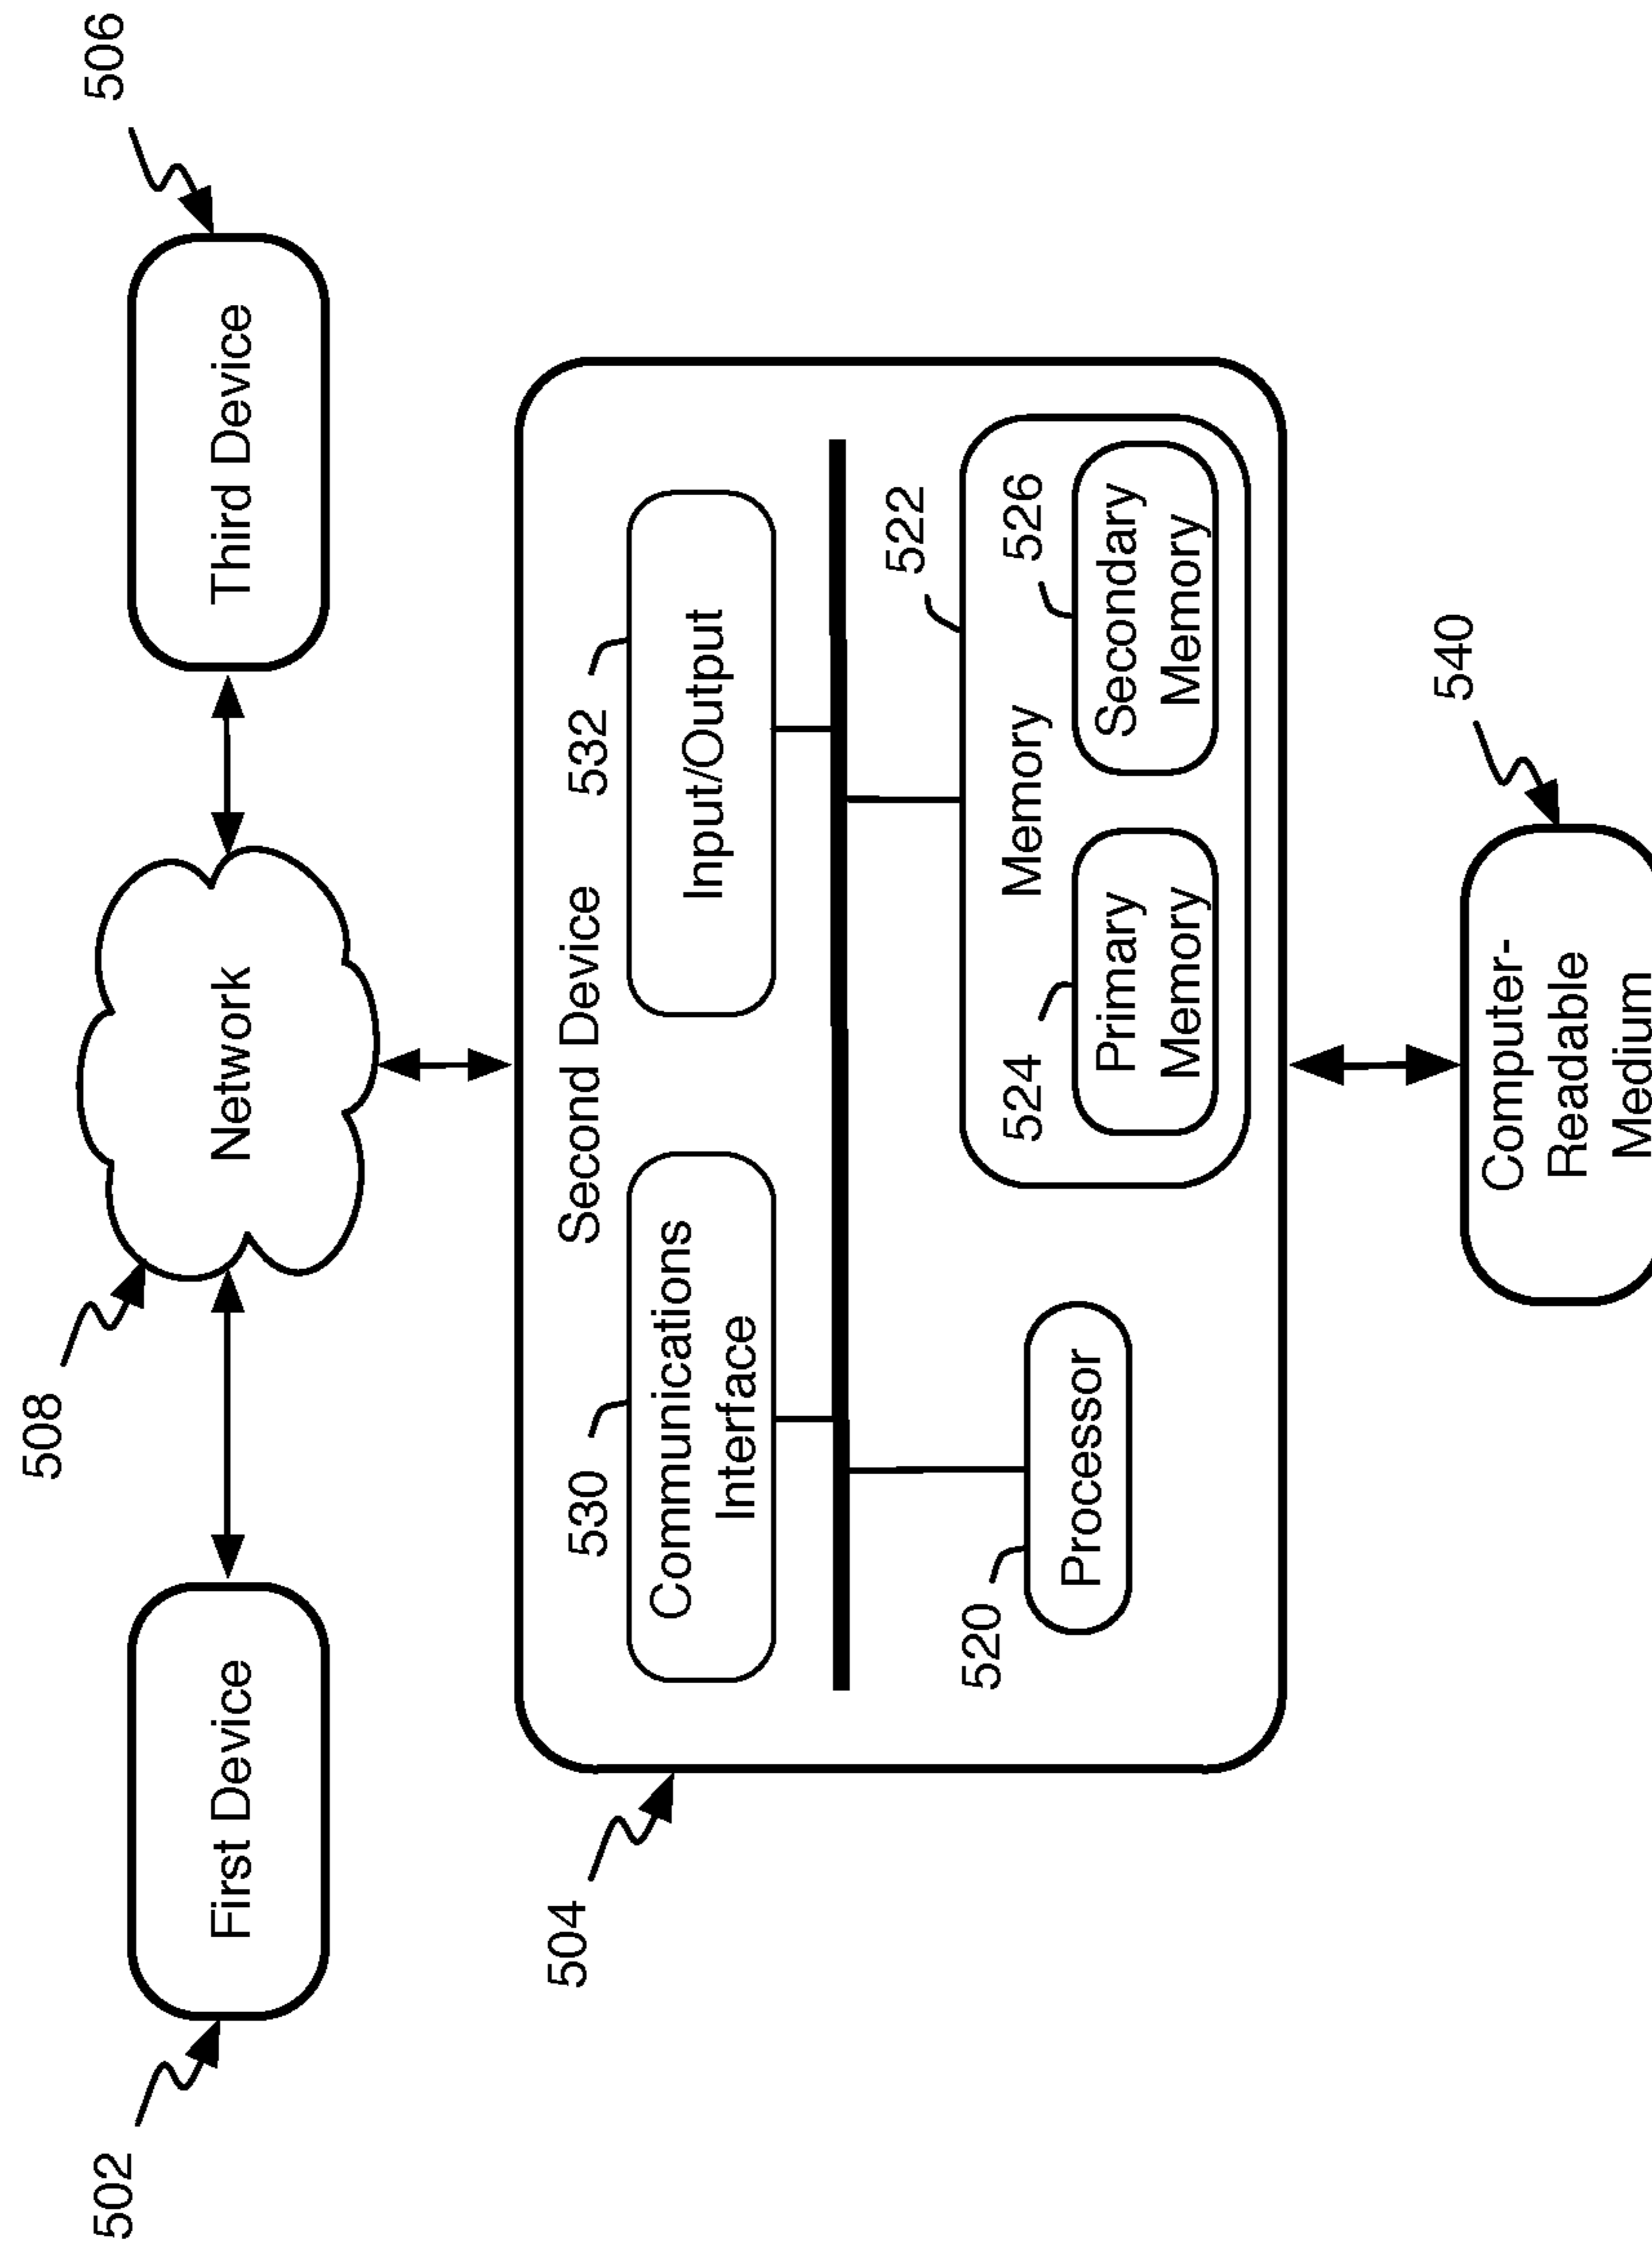 508
506
502
First Device
Network
Third Device
504
Second Device
530
532
Communications
Interface
Input/Output
522
520
Processor
Memory
524
526
Primary
Memory
Secondary
Memory
540
Computer-
Readable
Medium